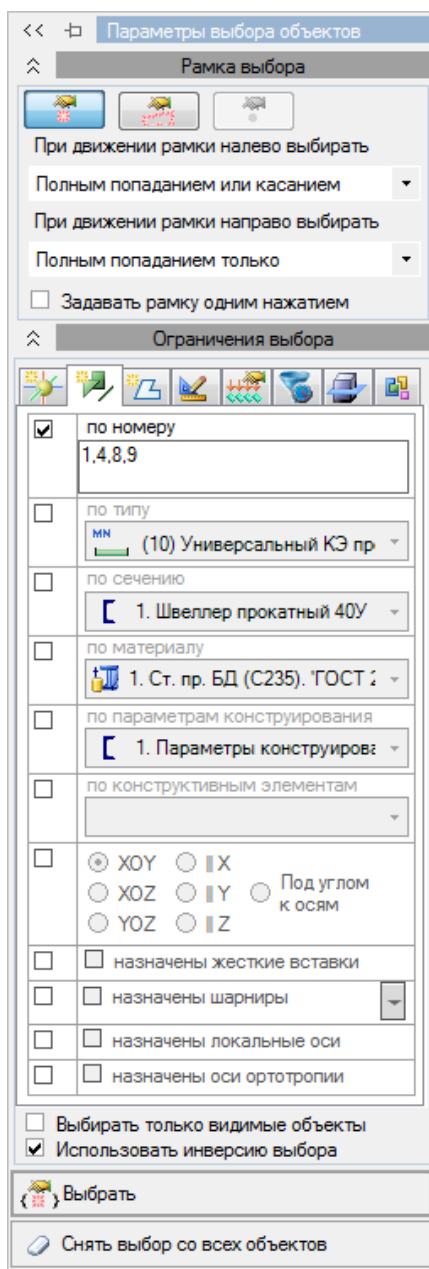 << Параметры выбора объектов
Рамка выбора
При движении рамки налево выбирать
Полным попаданием или касанием
При движении рамки направо выбирать
Полным попаданием только
Задавать рамку одним нажатием
Ограничения выбора
по номеру
1,4,8,9
по типу
MN (10) Универсальный КЭ пр
по сечению
1. Швеллер прокатный 40У
по материалу
1. Ст. пр. БД (С235). "ГОСТ 2
по параметрам конструирования
1. Параметры конструирова
по конструктивным элементам
XOY || X
XOZ || Y Под углом к осям
YOZ || Z
назначены жесткие вставки
назначены шарниры
назначены локальные оси
назначены оси ортотропии
Выбирать только видимые объекты
Использовать инверсию выбора
Выбрать
Снять выбор со всех объектов